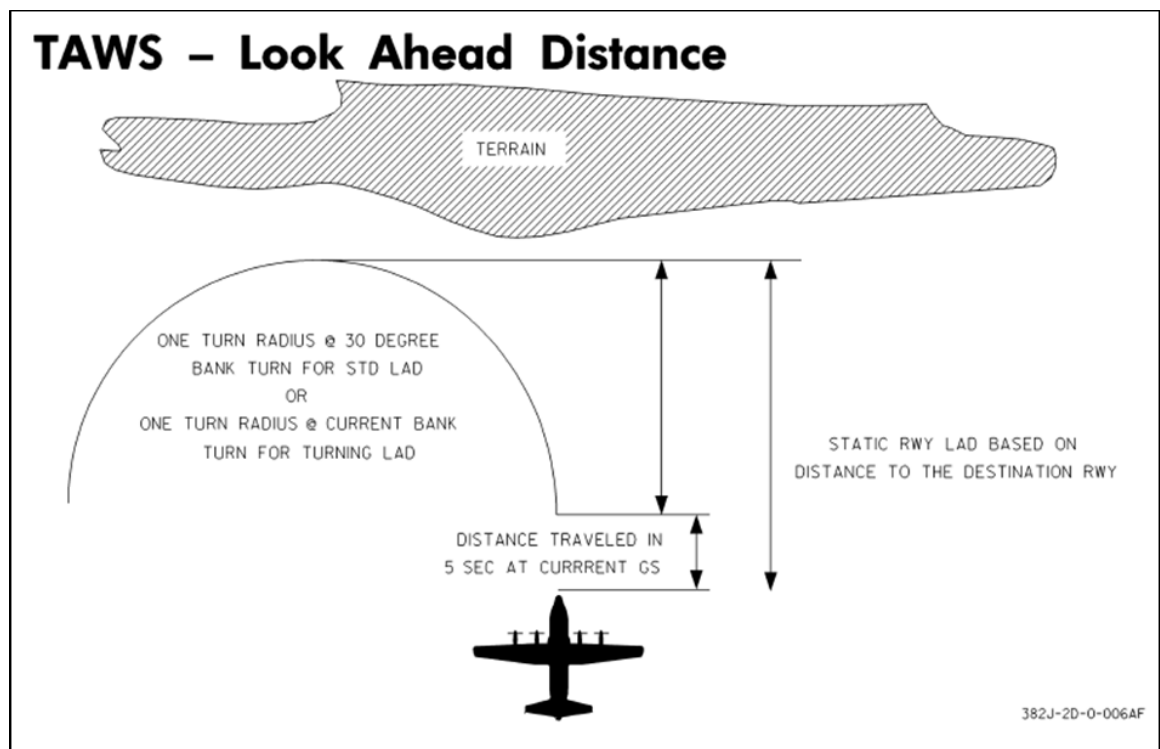 TAWS – Look Ahead Distance
TERRAIN
ONE TURN RADIUS @ 30 DEGREE
BANK TURN FOR STD LAD
OR
ONE TURN RADIUS @ CURRENT BANK
TURN FOR TURNING LAD
STATIC RWY LAD BASED ON
DISTANCE TO THE DESTINATION RWY
DISTANCE TRAVELED IN
5 SEC AT CURRRENT GS
382J-2D-0-006AF